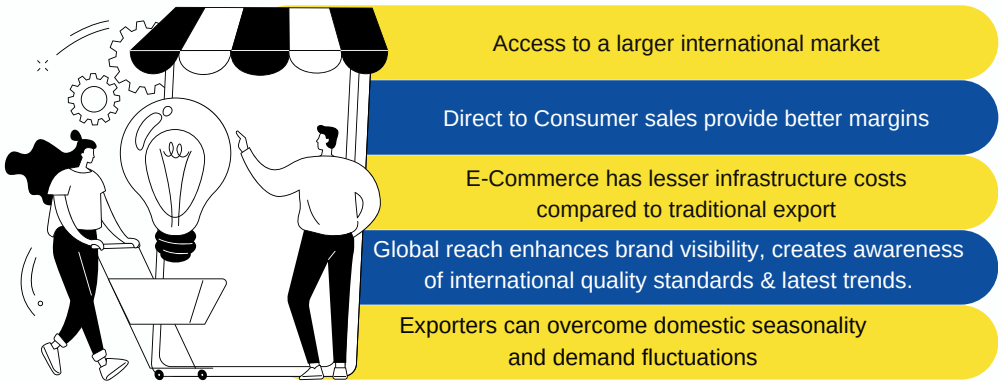 Access to a larger international market
Direct to Consumer sales provide better margins
E-Commerce has lesser infrastructure costs
compared to traditional export
Global reach enhances brand visibility, creates awareness
of international quality standards & latest trends.
Exporters can overcome domestic seasonality
and demand fluctuations